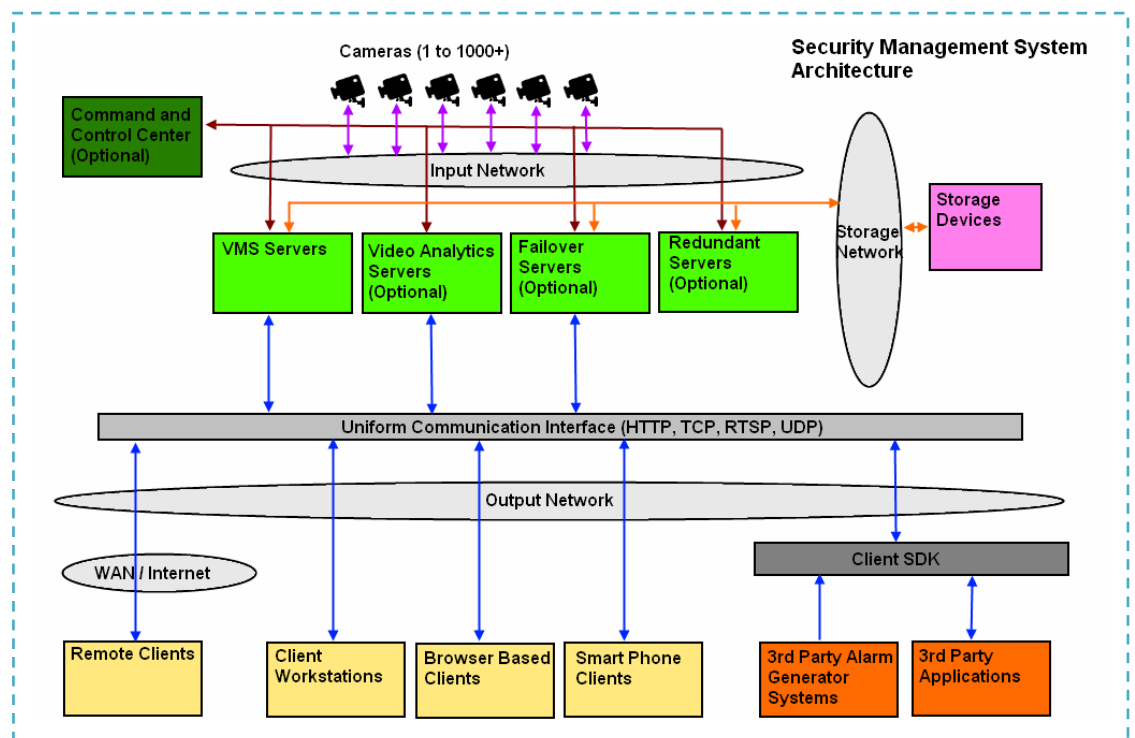 Cameras (1 to 1000+)
Security Management System
Architecture
Command and
Control Center
(Optional)
Input Network
Storage
Network
Storage
Devices
VMS Servers
Video Analytics
Servers
(Optional)
Failover
Servers
(Optional)
Redundant
Servers
(Optional)
Uniform Communication Interface (HTTP, TCP, RTSP, UDP)
Output Network
WAN / Internet
Client SDK
Remote Clients
Client
Workstations
Browser Based
Clients
Smart Phone
Clients
3rd Party Alarm
Generator
Systems
3rd Party
Applications